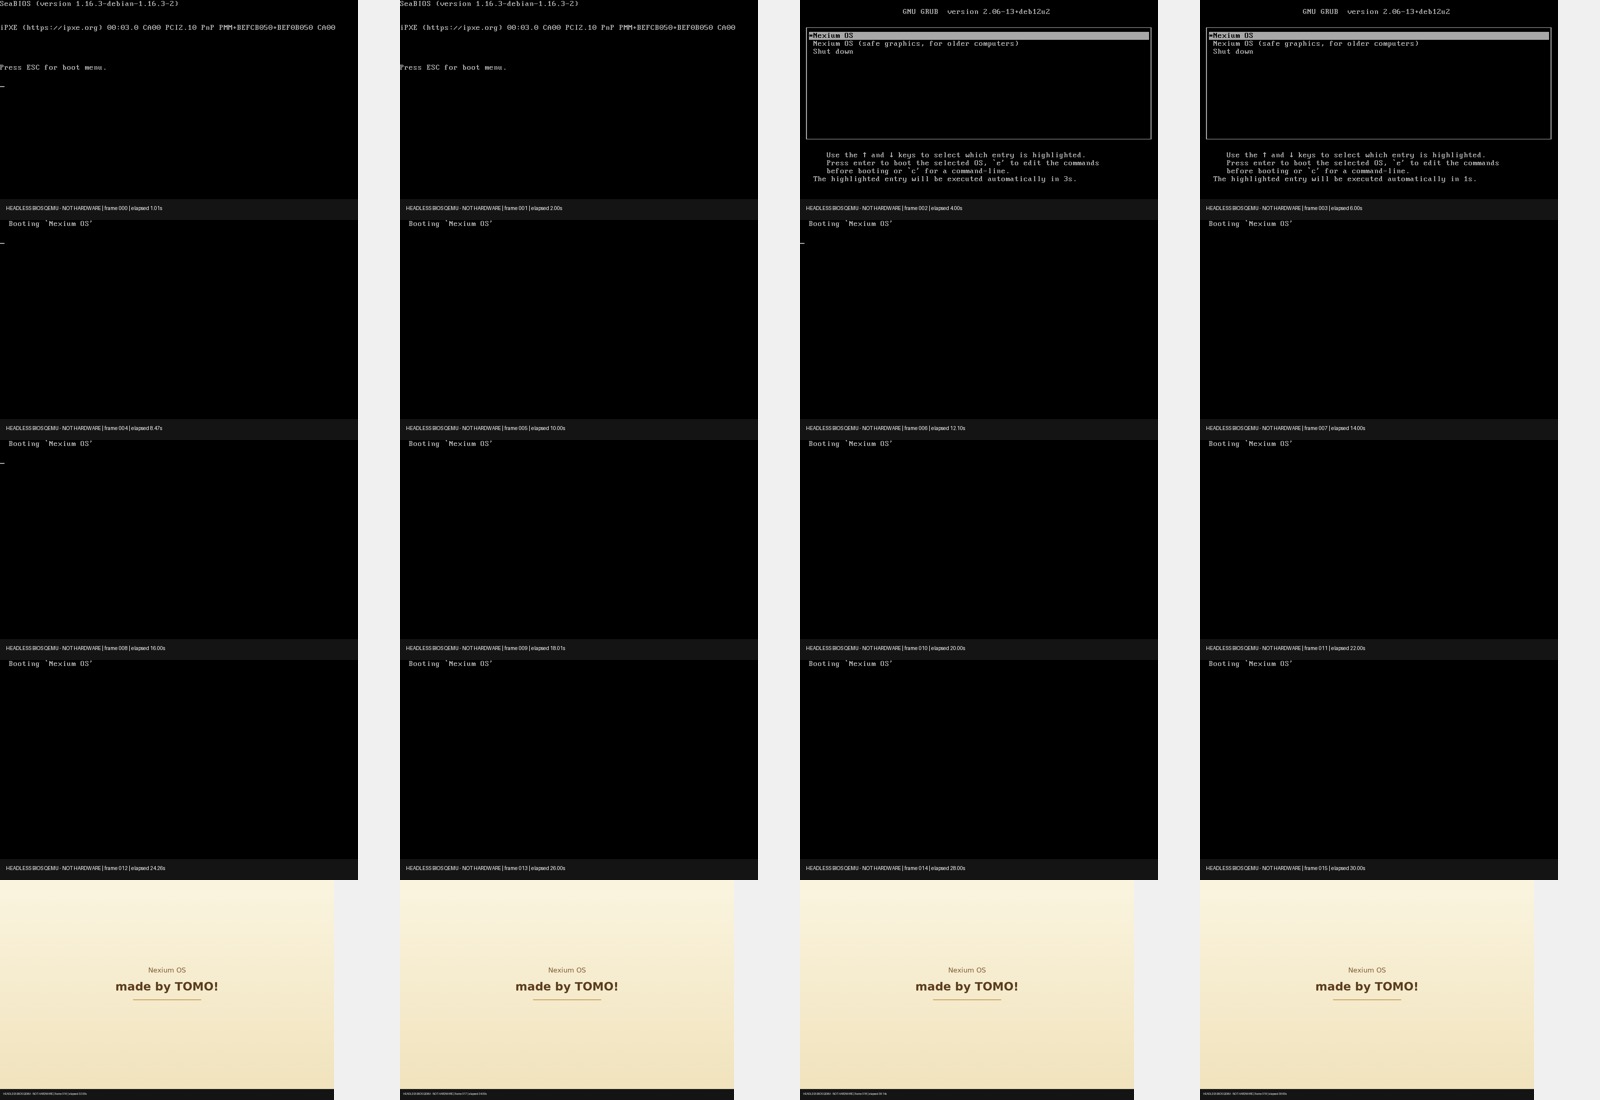 SeaBIOS (version 1.16.3-debian-1.16.3-2)
iPXE (https://ipxe.org) 00:03.0 CA00 PCI2.10 PnP PMM+BEFCB050+BEF0B050 CA00
Press ESC for boot menu.
HEADLESS BIOS QEMU - NOT HARDWARE | frame 000 | elapsed 1.01s
SeaBIOS (version 1.16.3-debian-1.16.3-2)
iPXE (https://ipxe.org) 00:03.0 CA00 PCI2.10 PnP PMM+BEFCB050+BEF0B050 CA00
Press ESC for boot menu.
HEADLESS BIOS QEMU - NOT HARDWARE | frame 001 | elapsed 2.00s
GNU GRUB version 2.06-13+deb12u2
*Nexium OS
Nexium OS (safe graphics, for older computers)
Shut down
Use the ↑ and ↓ keys to select which entry is highlighted.
Press enter to boot the selected OS, `e' to edit the commands
before booting or `c' for a command-line.
The highlighted entry will be executed automatically in 3s.
HEADLESS BIOS QEMU - NOT HARDWARE | frame 002 | elapsed 4.00s
GNU GRUB version 2.06-13+deb12u2
*Nexium OS
Nexium OS (safe graphics, for older computers)
Shut down
Use the ↑ and ↓ keys to select which entry is highlighted.
Press enter to boot the selected OS, `e' to edit the commands
before booting or `c' for a command-line.
The highlighted entry will be executed automatically in 1s.
HEADLESS BIOS QEMU - NOT HARDWARE | frame 003 | elapsed 6.00s
Booting `Nexium OS'
HEADLESS BIOS QEMU - NOT HARDWARE | frame 004 | elapsed 8.47s
Booting `Nexium OS'
HEADLESS BIOS QEMU - NOT HARDWARE | frame 005 | elapsed 10.00s
Booting `Nexium OS'
HEADLESS BIOS QEMU - NOT HARDWARE | frame 006 | elapsed 12.10s
Booting `Nexium OS'
HEADLESS BIOS QEMU - NOT HARDWARE | frame 007 | elapsed 14.00s
Booting `Nexium OS'
HEADLESS BIOS QEMU - NOT HARDWARE | frame 008 | elapsed 16.00s
Booting `Nexium OS'
HEADLESS BIOS QEMU - NOT HARDWARE | frame 009 | elapsed 18.01s
Booting `Nexium OS'
HEADLESS BIOS QEMU - NOT HARDWARE | frame 010 | elapsed 20.00s
Booting `Nexium OS'
HEADLESS BIOS QEMU - NOT HARDWARE | frame 011 | elapsed 22.00s
Booting `Nexium OS'
HEADLESS BIOS QEMU - NOT HARDWARE | frame 012 | elapsed 24.26s
Booting `Nexium OS'
HEADLESS BIOS QEMU - NOT HARDWARE | frame 013 | elapsed 26.00s
Booting `Nexium OS'
HEADLESS BIOS QEMU - NOT HARDWARE | frame 014 | elapsed 28.00s
Booting `Nexium OS'
HEADLESS BIOS QEMU - NOT HARDWARE | frame 015 | elapsed 30.00s
Nexium OS
made by TOMO!
Nexium OS
made by TOMO!
Nexium OS
made by TOMO!
Nexium OS
made by TOMO!